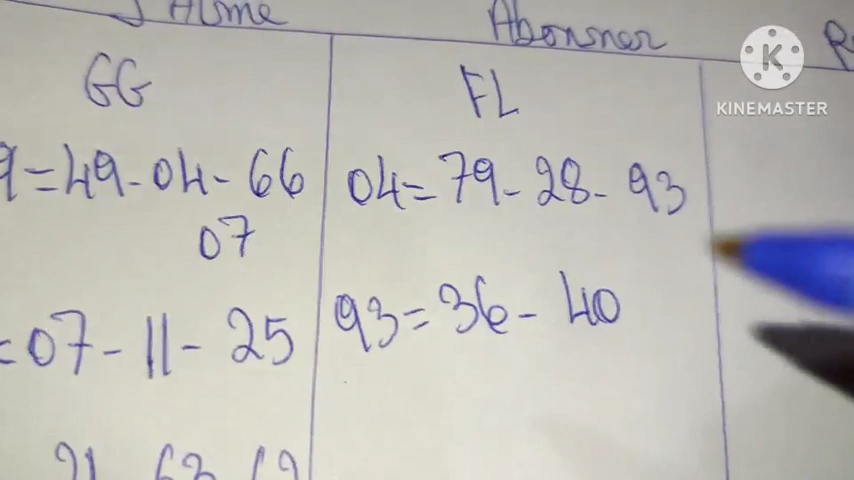 Abonner
KINEMASTER
GG
FL
=49-04-66
07
04=79-28-93
=07-11-25
93=36-40